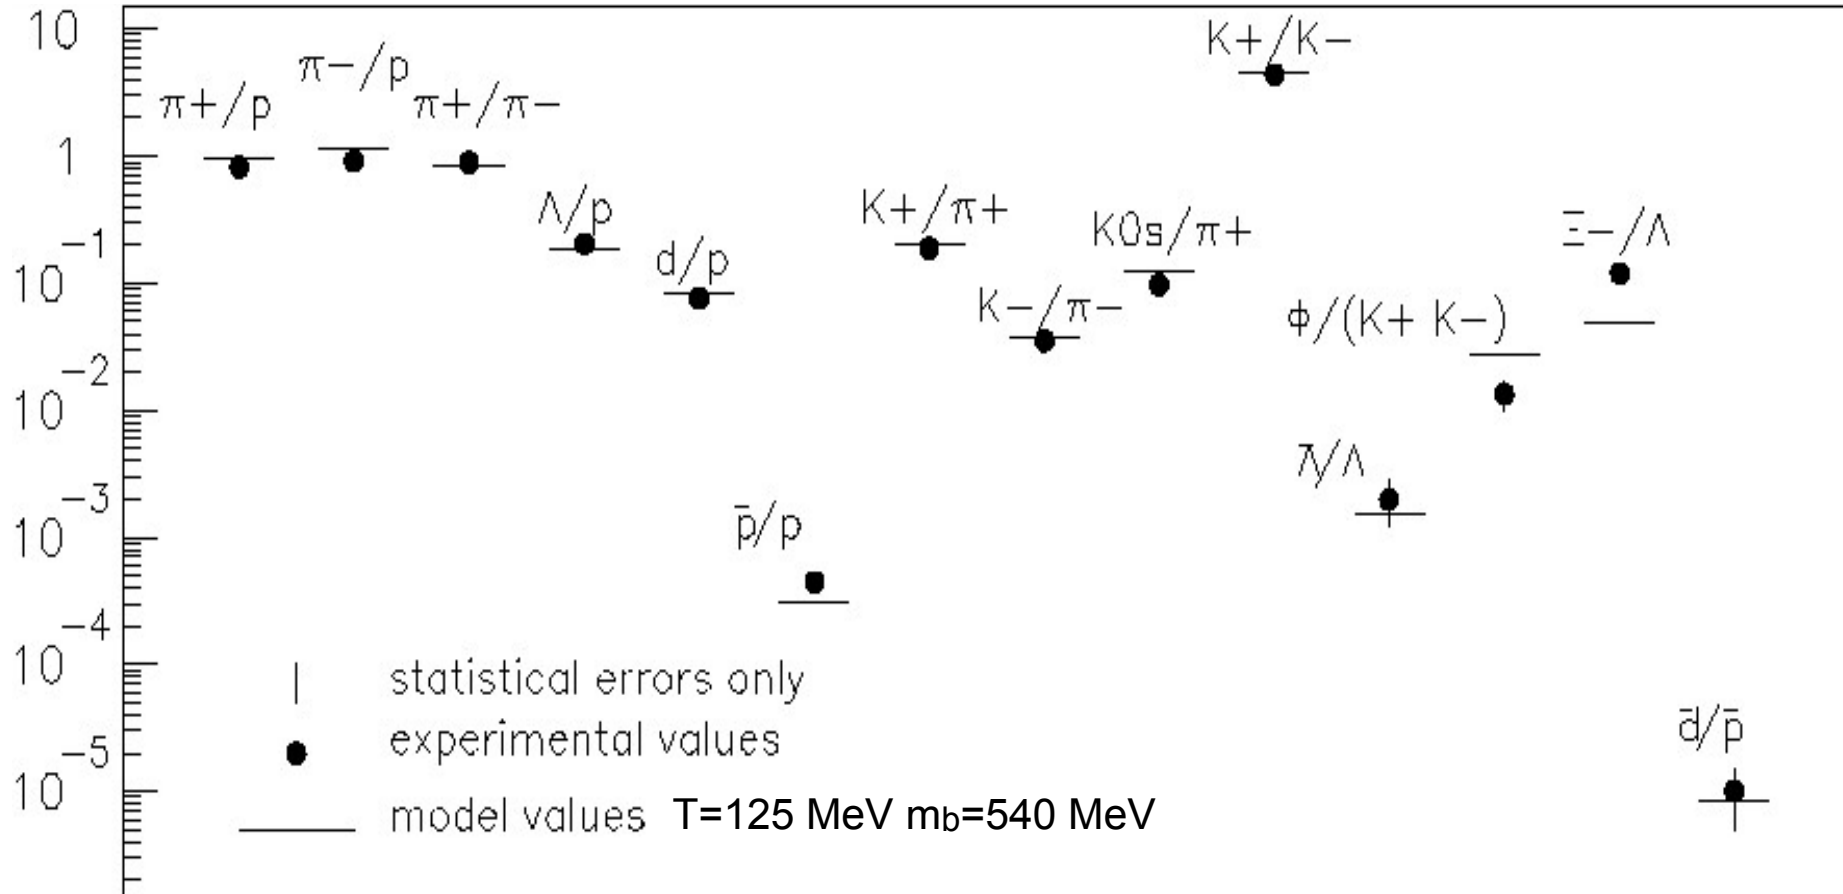 10
1
10−1
10−2
10−3
10−4
10−5
π+/p
π−/p
π+/π−
Λ/p
d/p
p̄/p
K+/π+
K−/π−
K0s/π+
K+/K−
Λ̄/Λ
Φ/(K+ K−)
Ξ−/Λ
d̄/p̄
statistical errors only
experimental values
model values T=125 MeV mb=540 MeV